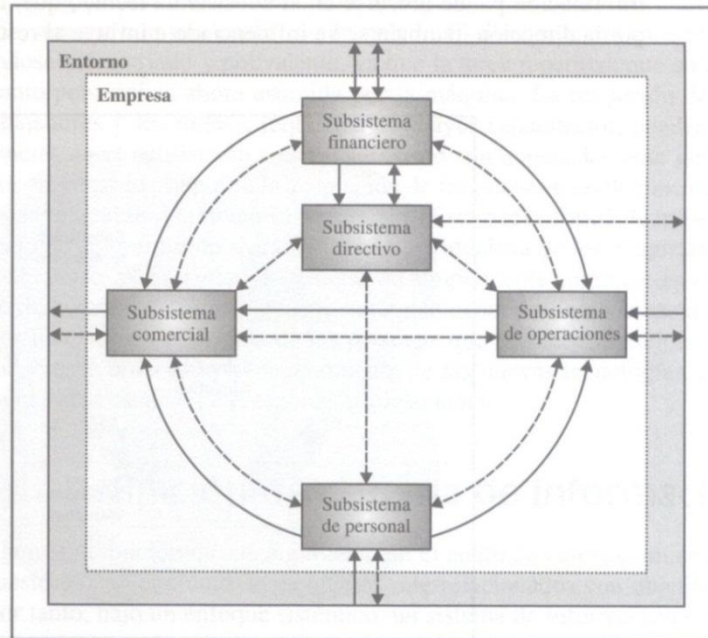 Entorno
Empresa
Subsistema
financiero
Subsistema
directivo
Subsistema
comercial
Subsistema
de operaciones
Subsistema
de personal